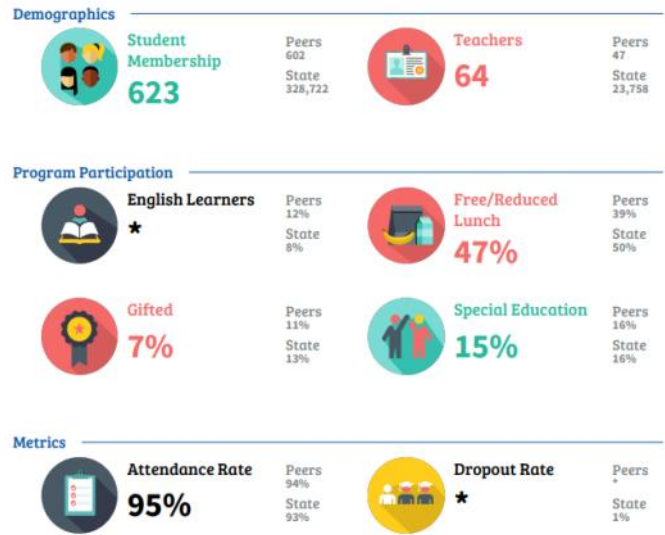 Demographics
Student
Membership
623
Peers
602
State
328,722
Teachers
64
Peers
47
State
23,758
Program Participation
English Learners
*
Peers
12%
State
8%
Free/Reduced
Lunch
47%
Peers
39%
State
50%
Gifted
7%
Peers
11%
State
13%
Special Education
15%
Peers
16%
State
16%
Metrics
Attendance Rate
95%
Peers
94%
State
93%
Dropout Rate
*
Peers
*
State
1%